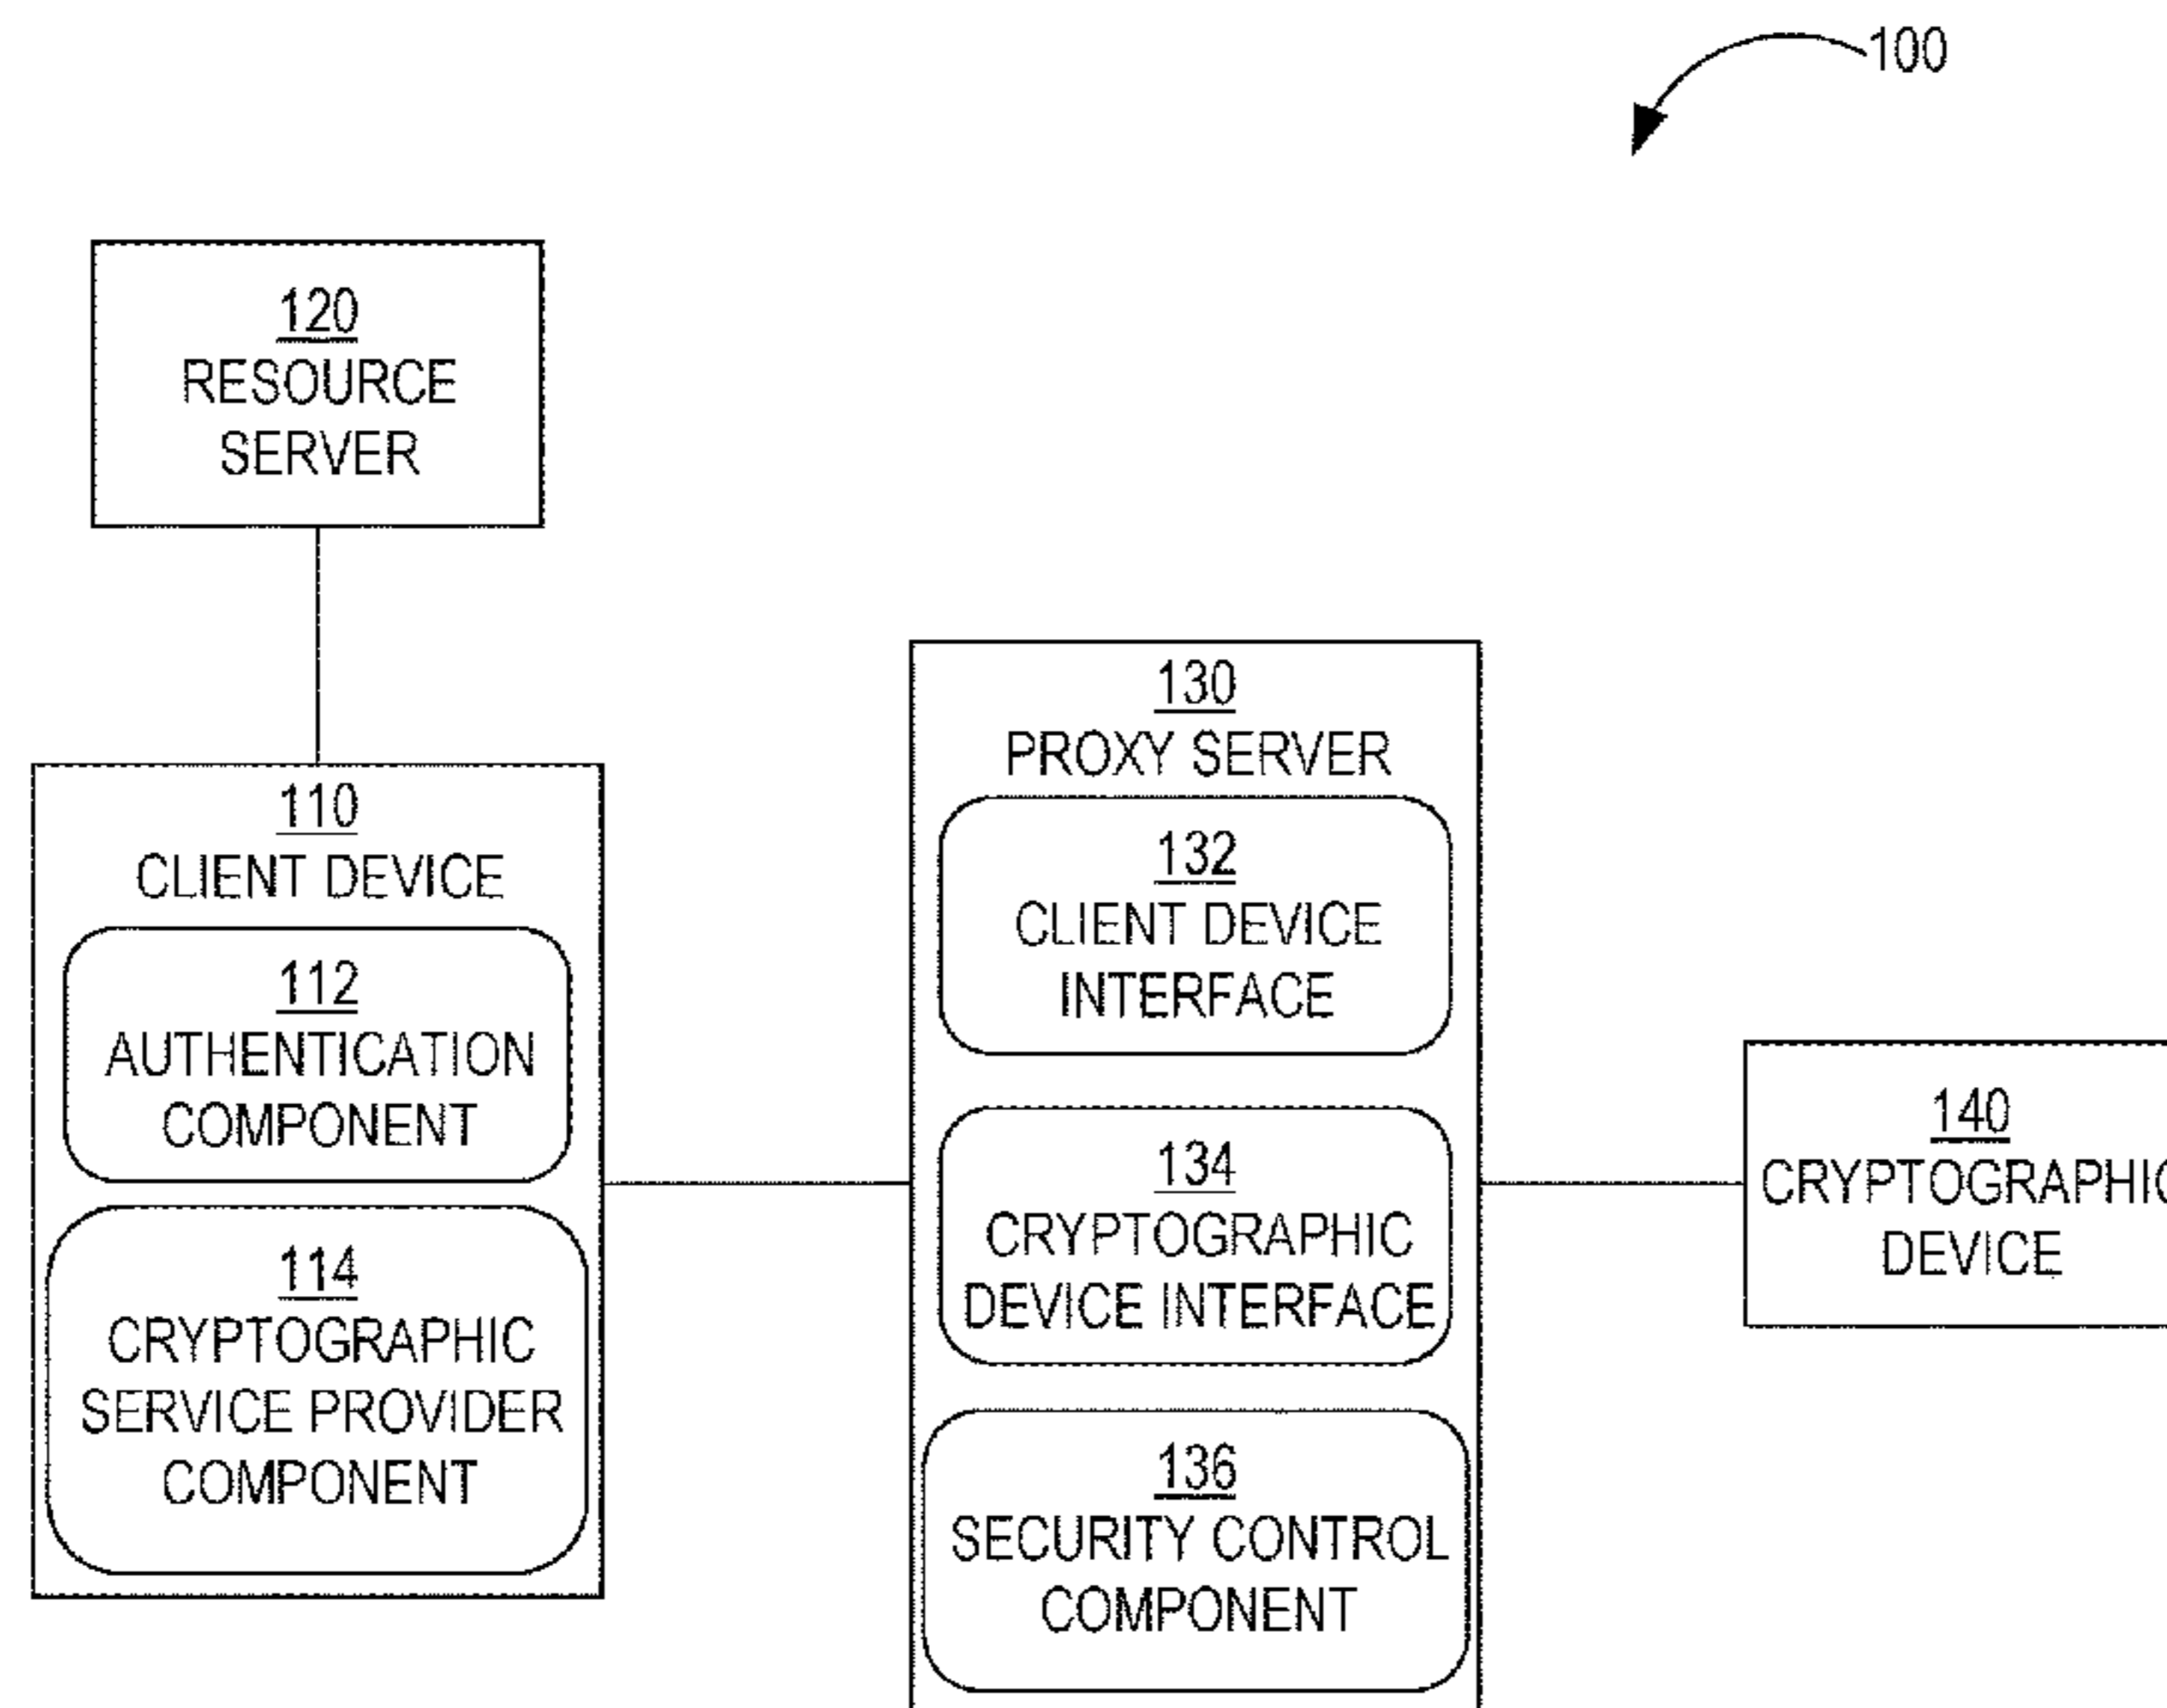 100
120
RESOURCE
SERVER
110
CLIENT DEVICE
112
AUTHENTICATION
COMPONENT
114
CRYPTOGRAPHIC
SERVICE PROVIDER
COMPONENT
130
PROXY SERVER
132
CLIENT DEVICE
INTERFACE
134
CRYPTOGRAPHIC
DEVICE INTERFACE
136
SECURITY CONTROL
COMPONENT
140
CRYPTOGRAPHIC
DEVICE